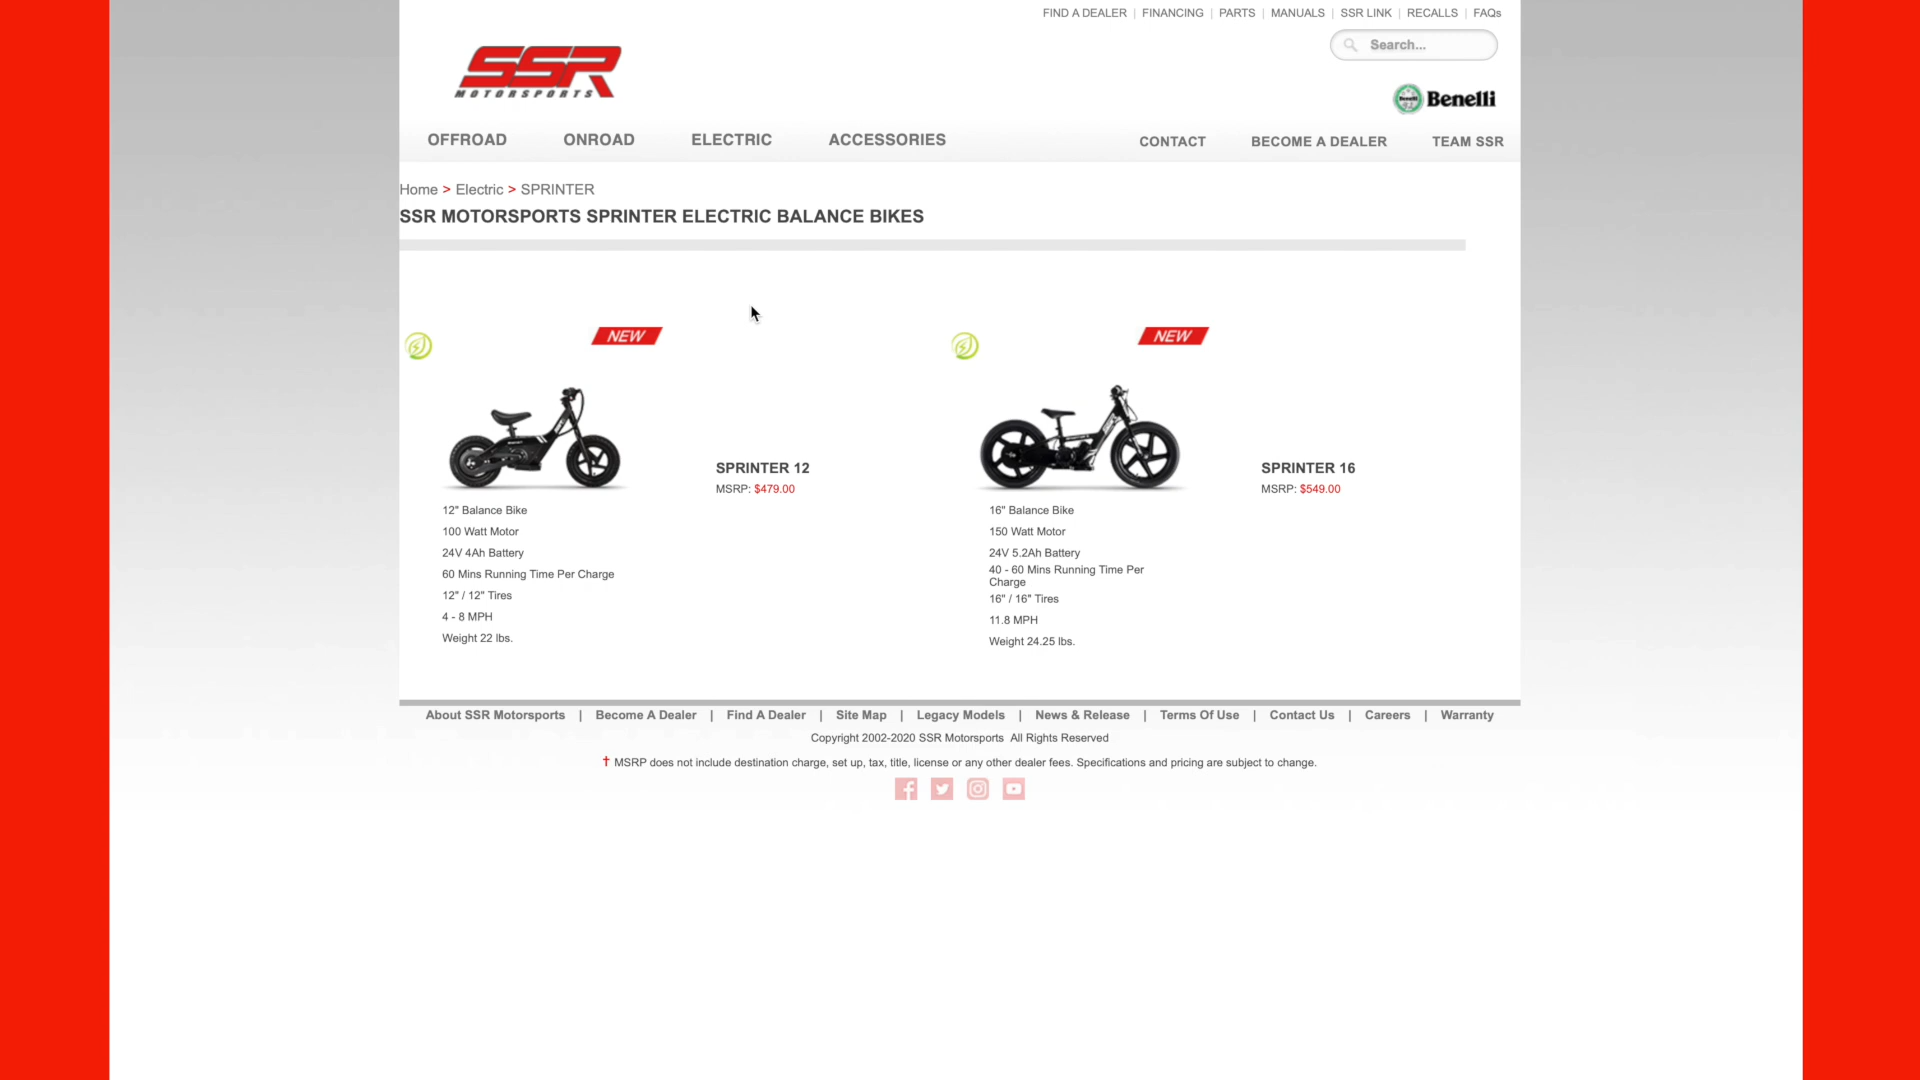 FIND A DEALER | FINANCING | PARTS | MANUALS | SSR LINK | RECALLS | FAQs
Search...
SSR
MOTORSPORTS
Benelli
OFFROAD ONROAD ELECTRIC ACCESSORIES CONTACT BECOME A DEALER TEAM SSR
Home > Electric > SPRINTER
SSR MOTORSPORTS SPRINTER ELECTRIC BALANCE BIKES
NEW
SPRINTER 12
MSRP: $479.00
12" Balance Bike
100 Watt Motor
24V 4Ah Battery
60 Mins Running Time Per Charge
12" / 12" Tires
4 - 8 MPH
Weight 22 lbs.
NEW
SPRINTER 16
MSRP: $549.00
16" Balance Bike
150 Watt Motor
24V 5.2Ah Battery
40 - 60 Mins Running Time Per
Charge
16" / 16" Tires
11.8 MPH
Weight 24.25 lbs.
About SSR Motorsports | Become A Dealer | Find A Dealer | Site Map | Legacy Models | News & Release | Terms Of Use | Contact Us | Careers | Warranty
Copyright 2002-2020 SSR Motorsports All Rights Reserved
† MSRP does not include destination charge, set up, tax, title, license or any other dealer fees. Specifications and pricing are subject to change.